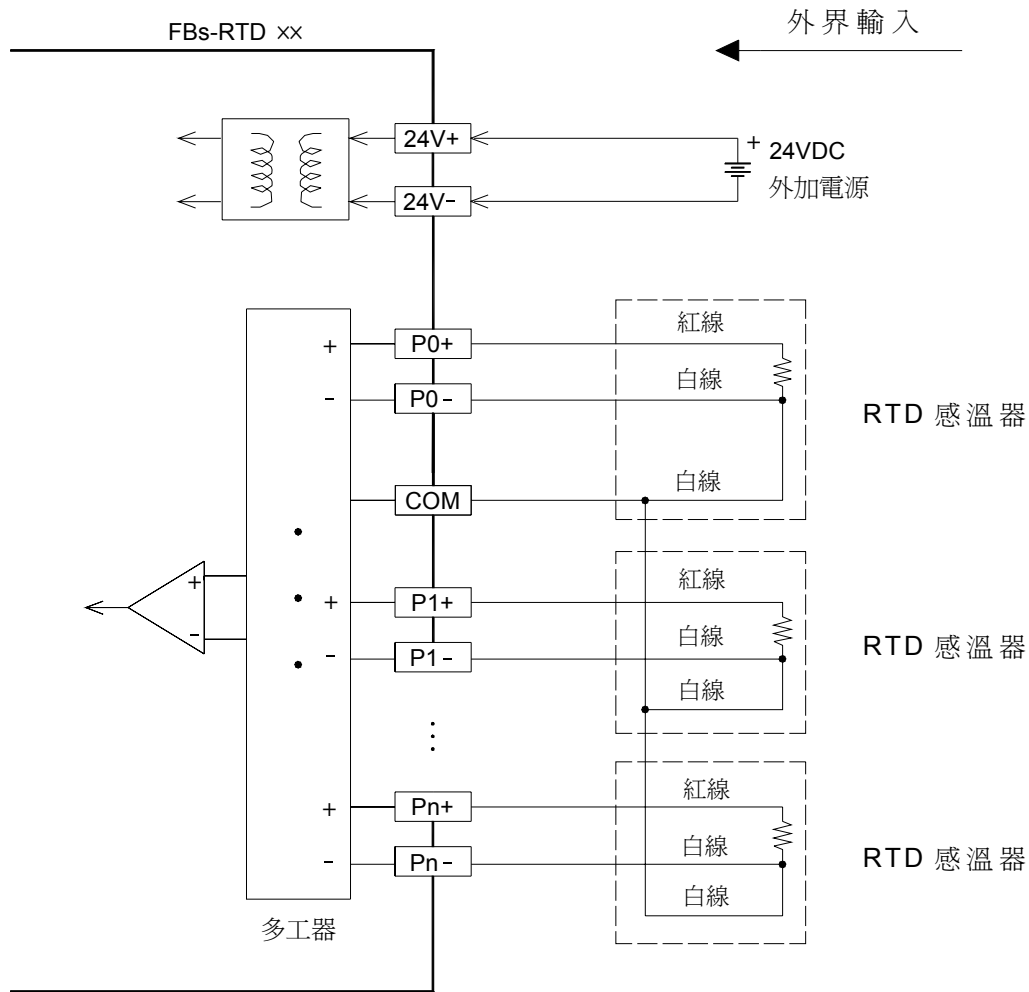 FBs-RTD ××
外界輸入
24V+
+ 24VDC
24V−
外加電源
紅線
+ P0+
白線
− P0−
RTD 感溫器
白線
COM
紅線
+
+ P1+
白線
RTD 感溫器
−
− P1−
白線
紅線
+ Pn+
白線
RTD 感溫器
− Pn−
白線
多工器